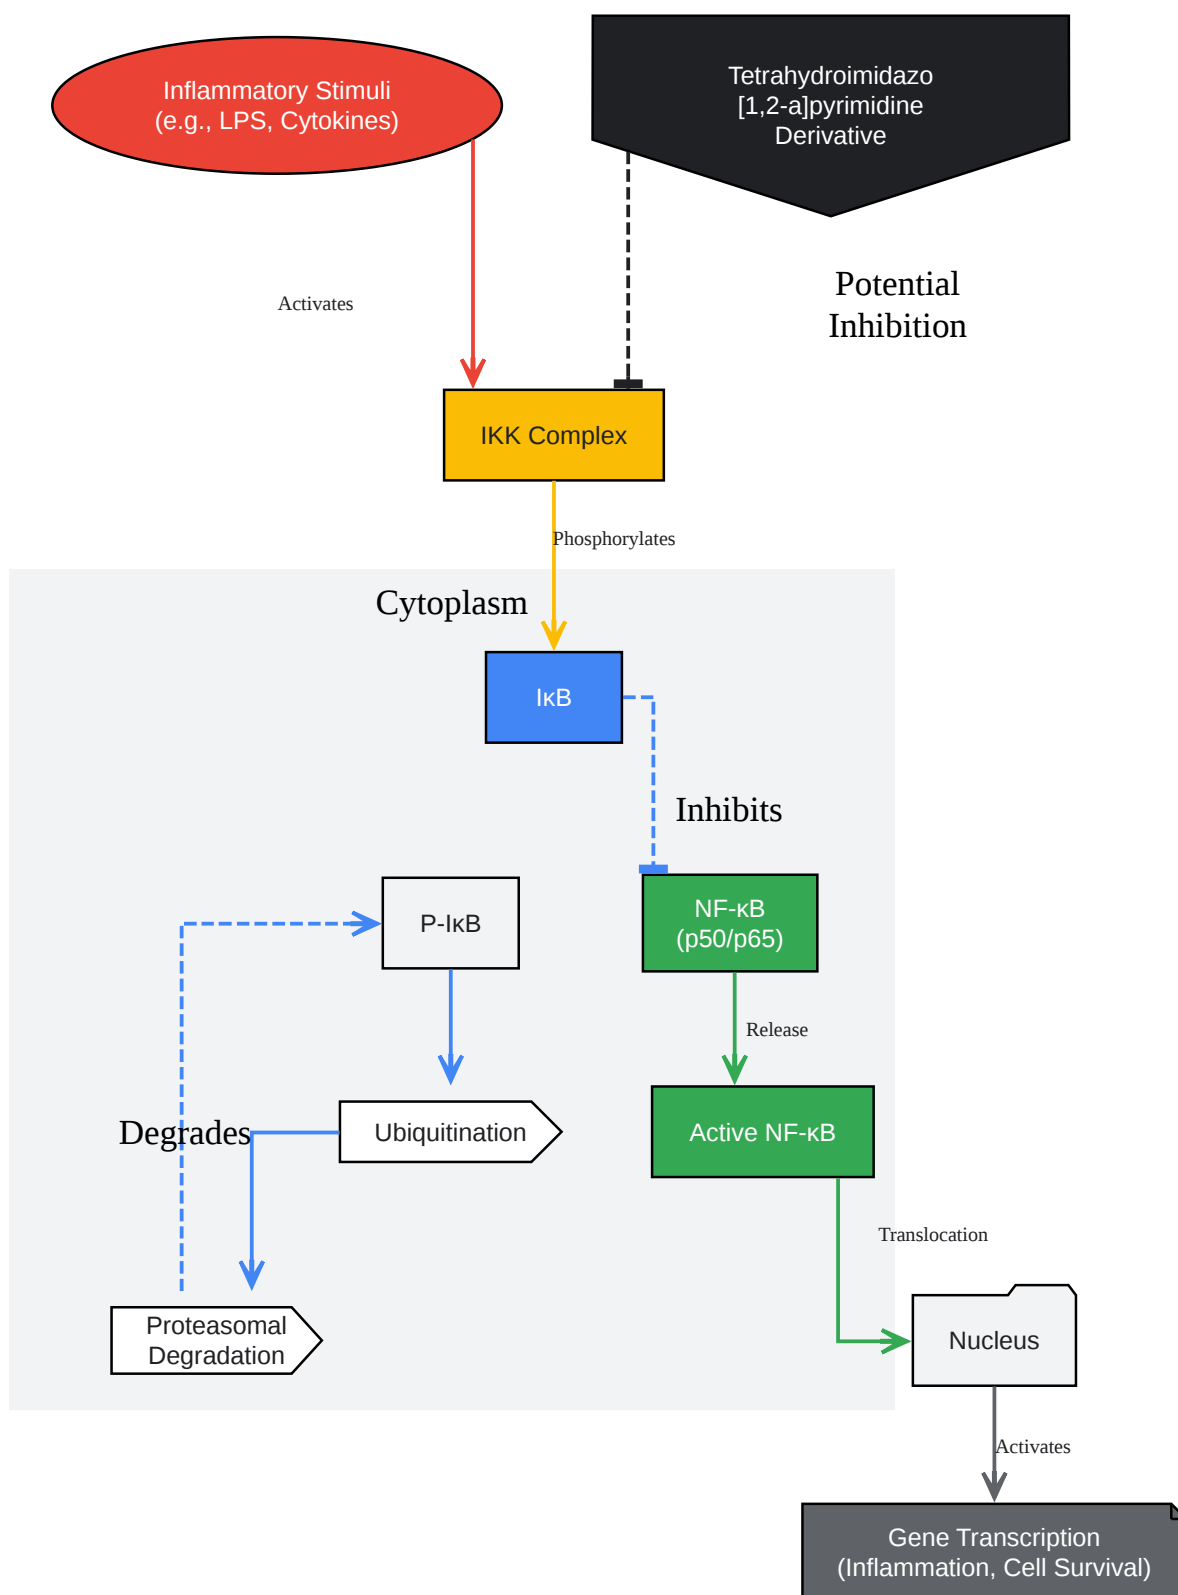 Inflammatory Stimuli
(e.g., LPS, Cytokines)
Tetrahydroimidazo
[1,2-a]pyrimidine
Derivative
Activates
Potential
Inhibition
IKK Complex
Phosphorylates
Cytoplasm
IκB
Inhibits
P-IκB
NF-κB
(p50/p65)
Release
Degrades
Ubiquitination
Active NF-κB
Translocation
Proteasomal
Degradation
Nucleus
Activates
Gene Transcription
(Inflammation, Cell Survival)